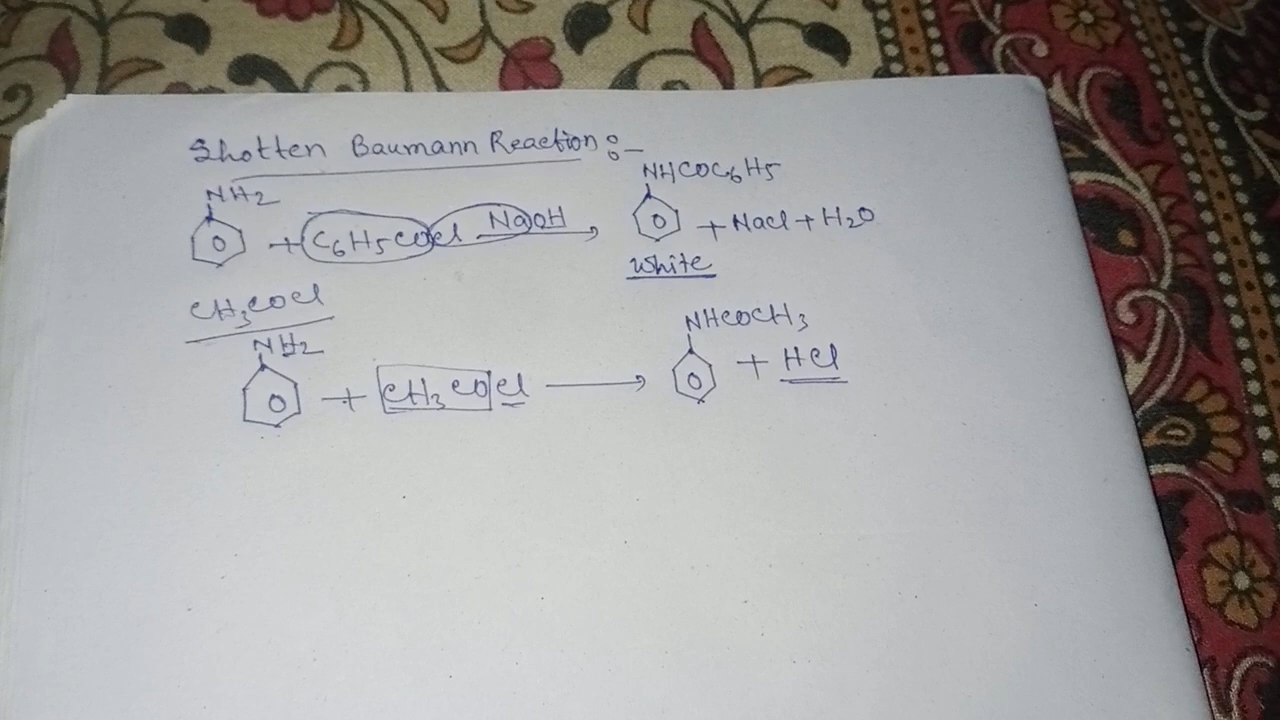 Shotten Baumann Reaction :-
NH2 NHCOC6H5
+ C6H5COCl NaOH → + NaCl + H2O
White
CH3COCl
NH2 NHCOCH3
+ CH3COCl → + HCl